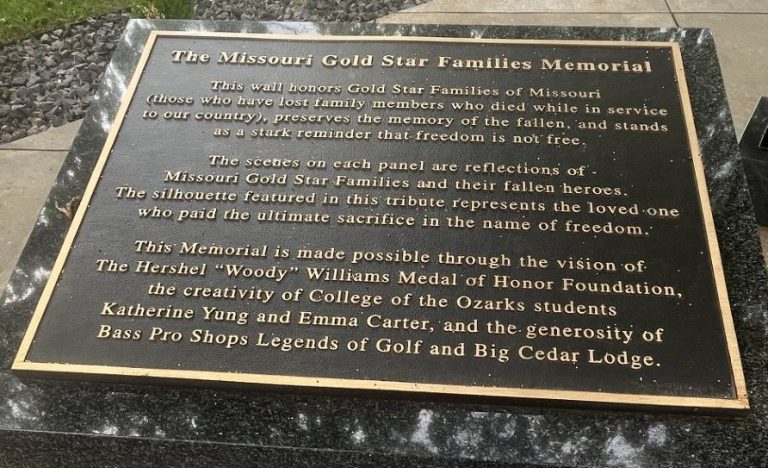 The Missouri Gold Star Families Memorial
This wall honors Gold Star Families of Missouri
(those who have lost family members who died while in service
to our country), preserves the memory of the fallen, and stands
as a stark reminder that freedom is not free.
The scenes on each panel are reflections of
Missouri Gold Star Families and their fallen heroes.
The silhouette featured in this tribute represents the loved one
who paid the ultimate sacrifice in the name of freedom.
This Memorial is made possible through the vision of
The Hershel “Woody” Williams Medal of Honor Foundation,
the creativity of College of the Ozarks students
Katherine Yung and Emma Carter, and the generosity of
Bass Pro Shops Legends of Golf and Big Cedar Lodge.